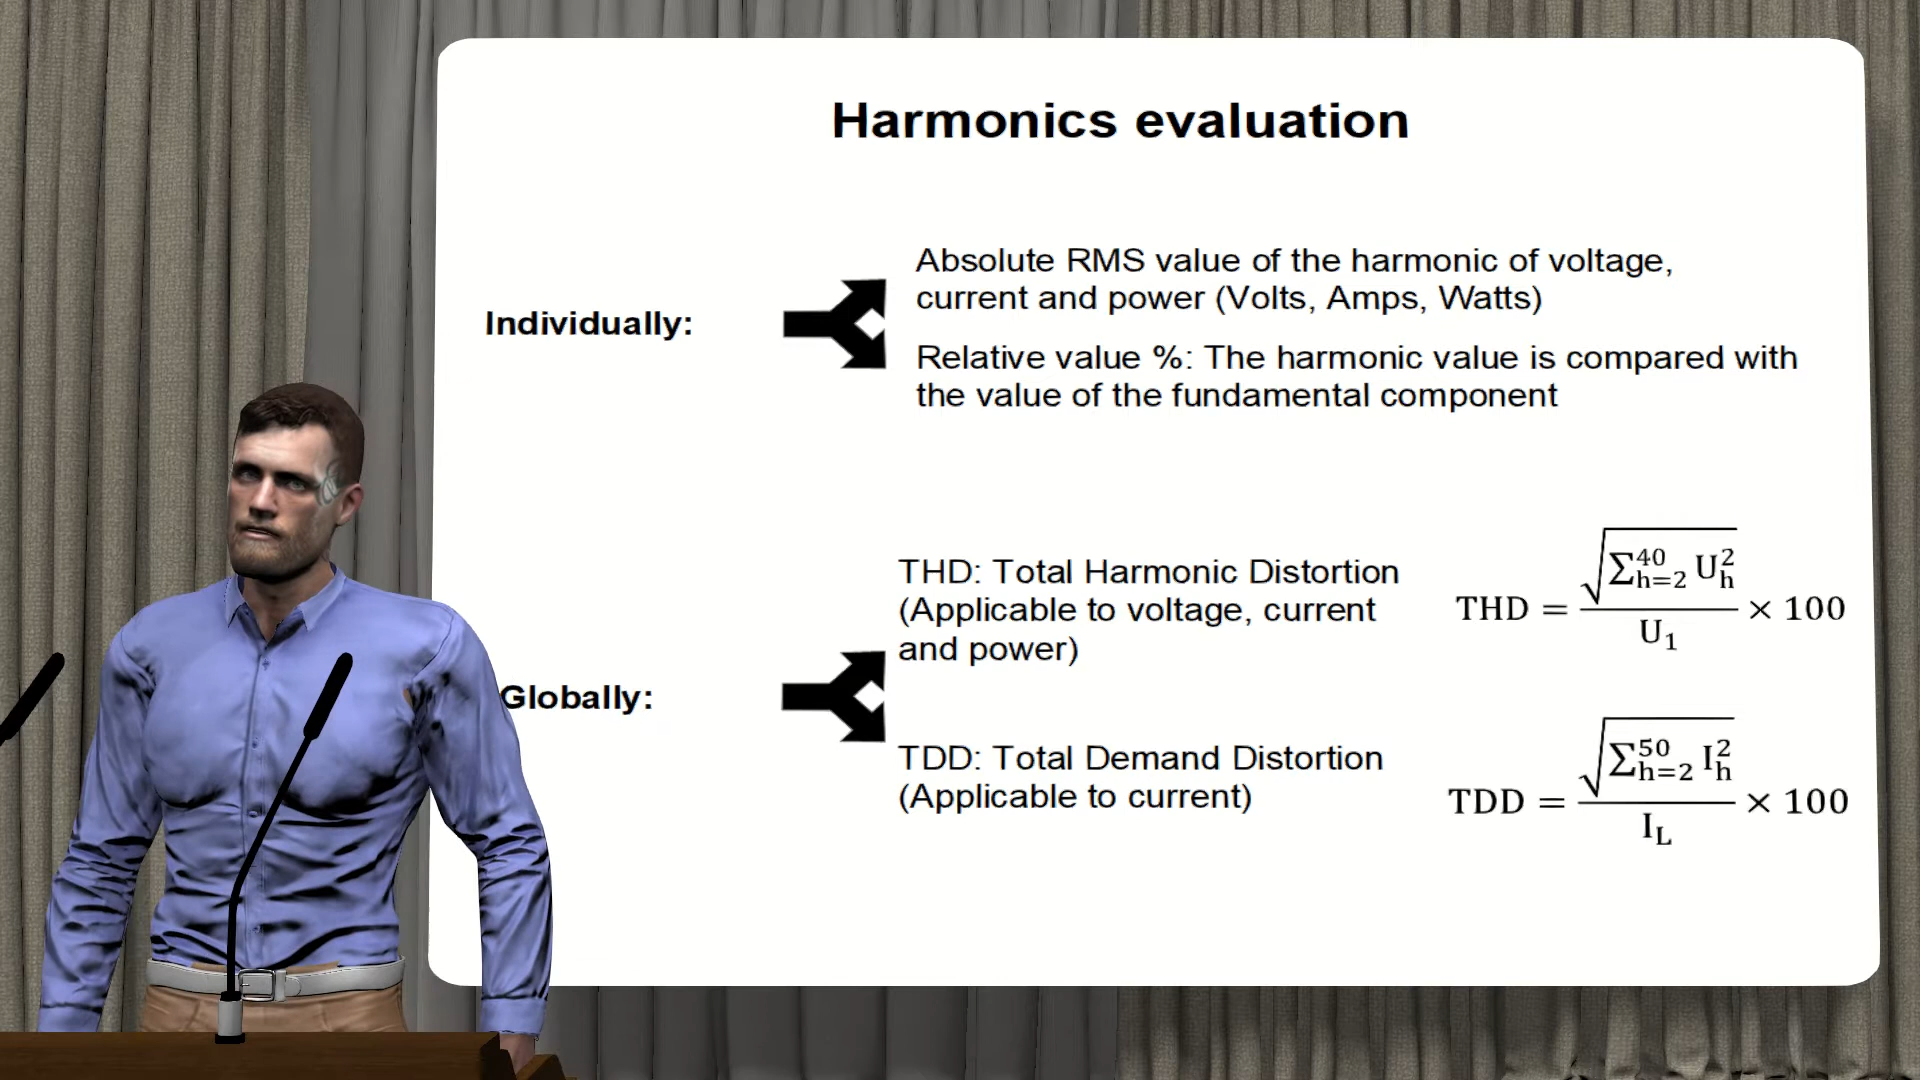 Harmonics evaluation
Individually:
Absolute RMS value of the harmonic of voltage,
current and power (Volts, Amps, Watts)
Relative value %: The harmonic value is compared with
the value of the fundamental component
Globally:
THD: Total Harmonic Distortion
(Applicable to voltage, current
and power)
THD = √(∑_{h=2}^{40} U_h^2) / U_1 × 100
TDD: Total Demand Distortion
(Applicable to current)
TDD = √(∑_{h=2}^{50} I_h^2) / I_L × 100